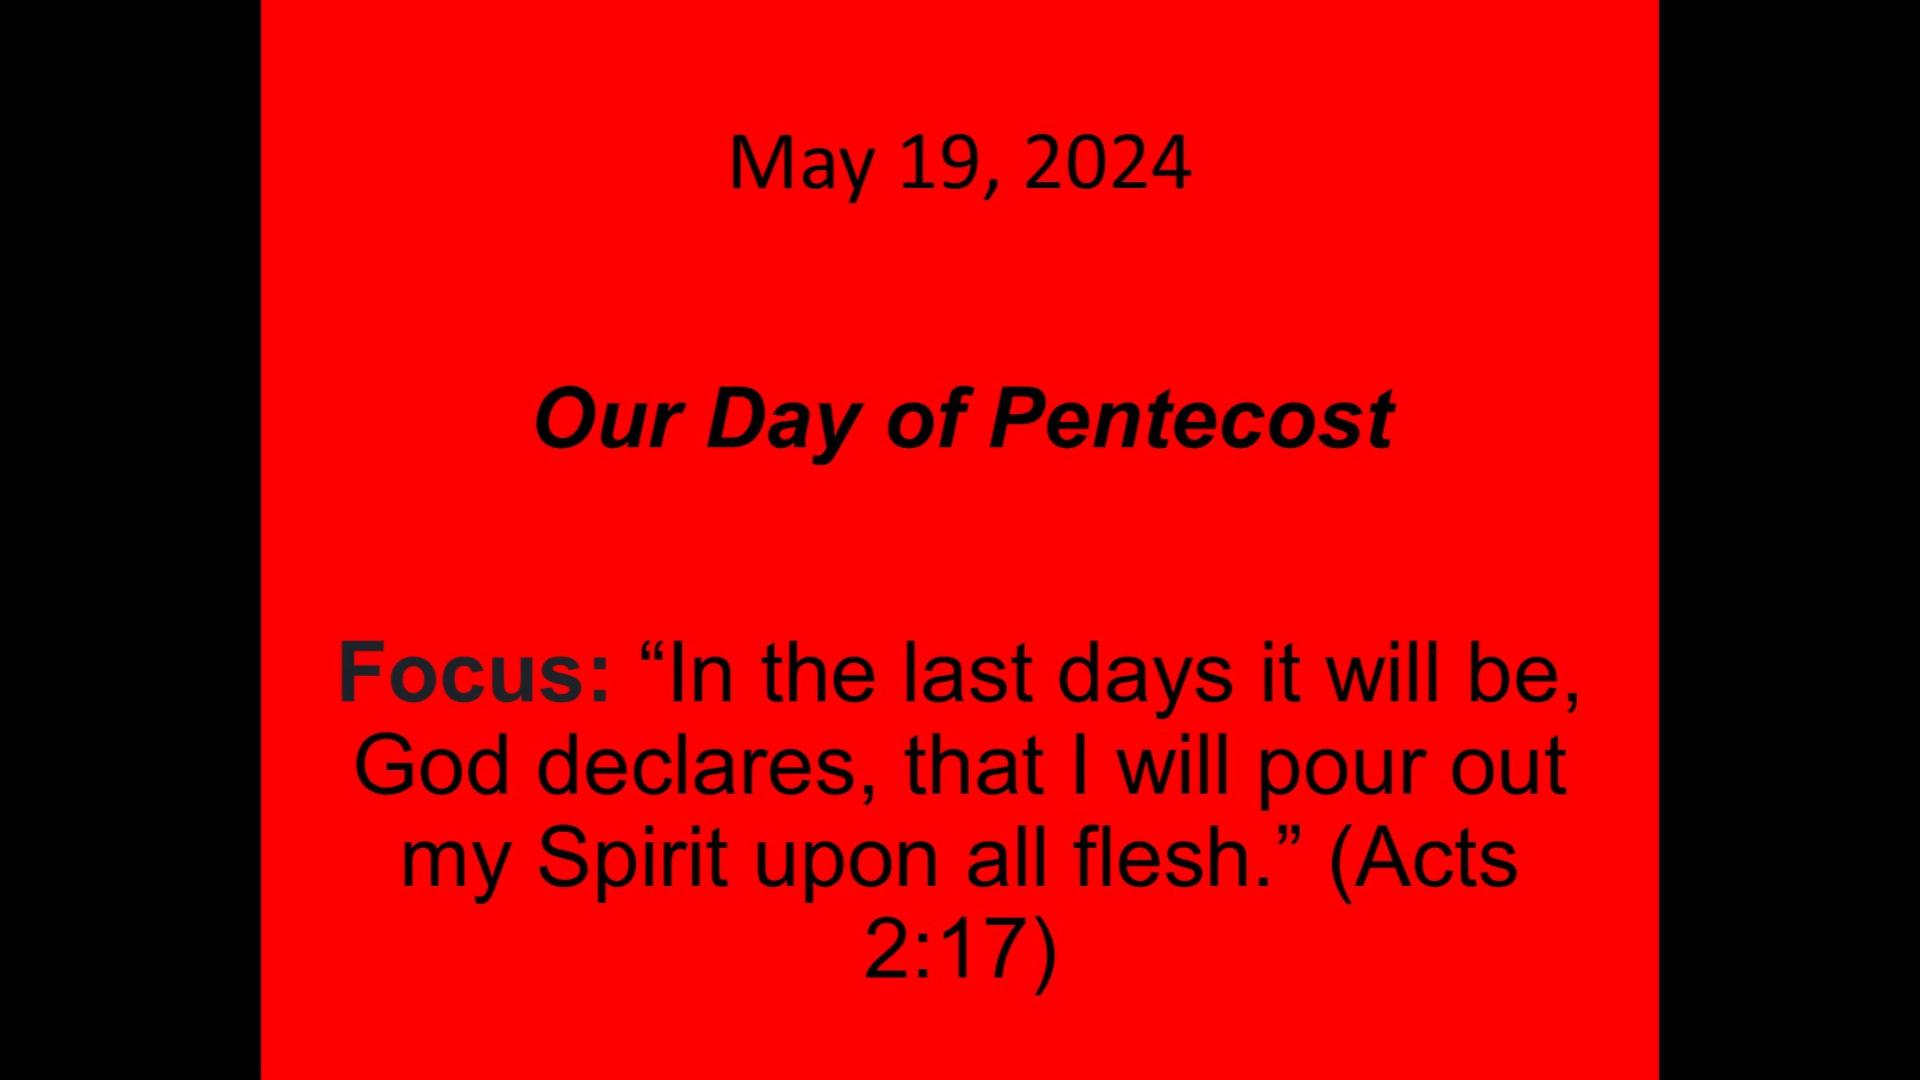 May 19, 2024
Our Day of Pentecost
Focus: “In the last days it will be,
God declares, that I will pour out
my Spirit upon all flesh.” (Acts
2:17)